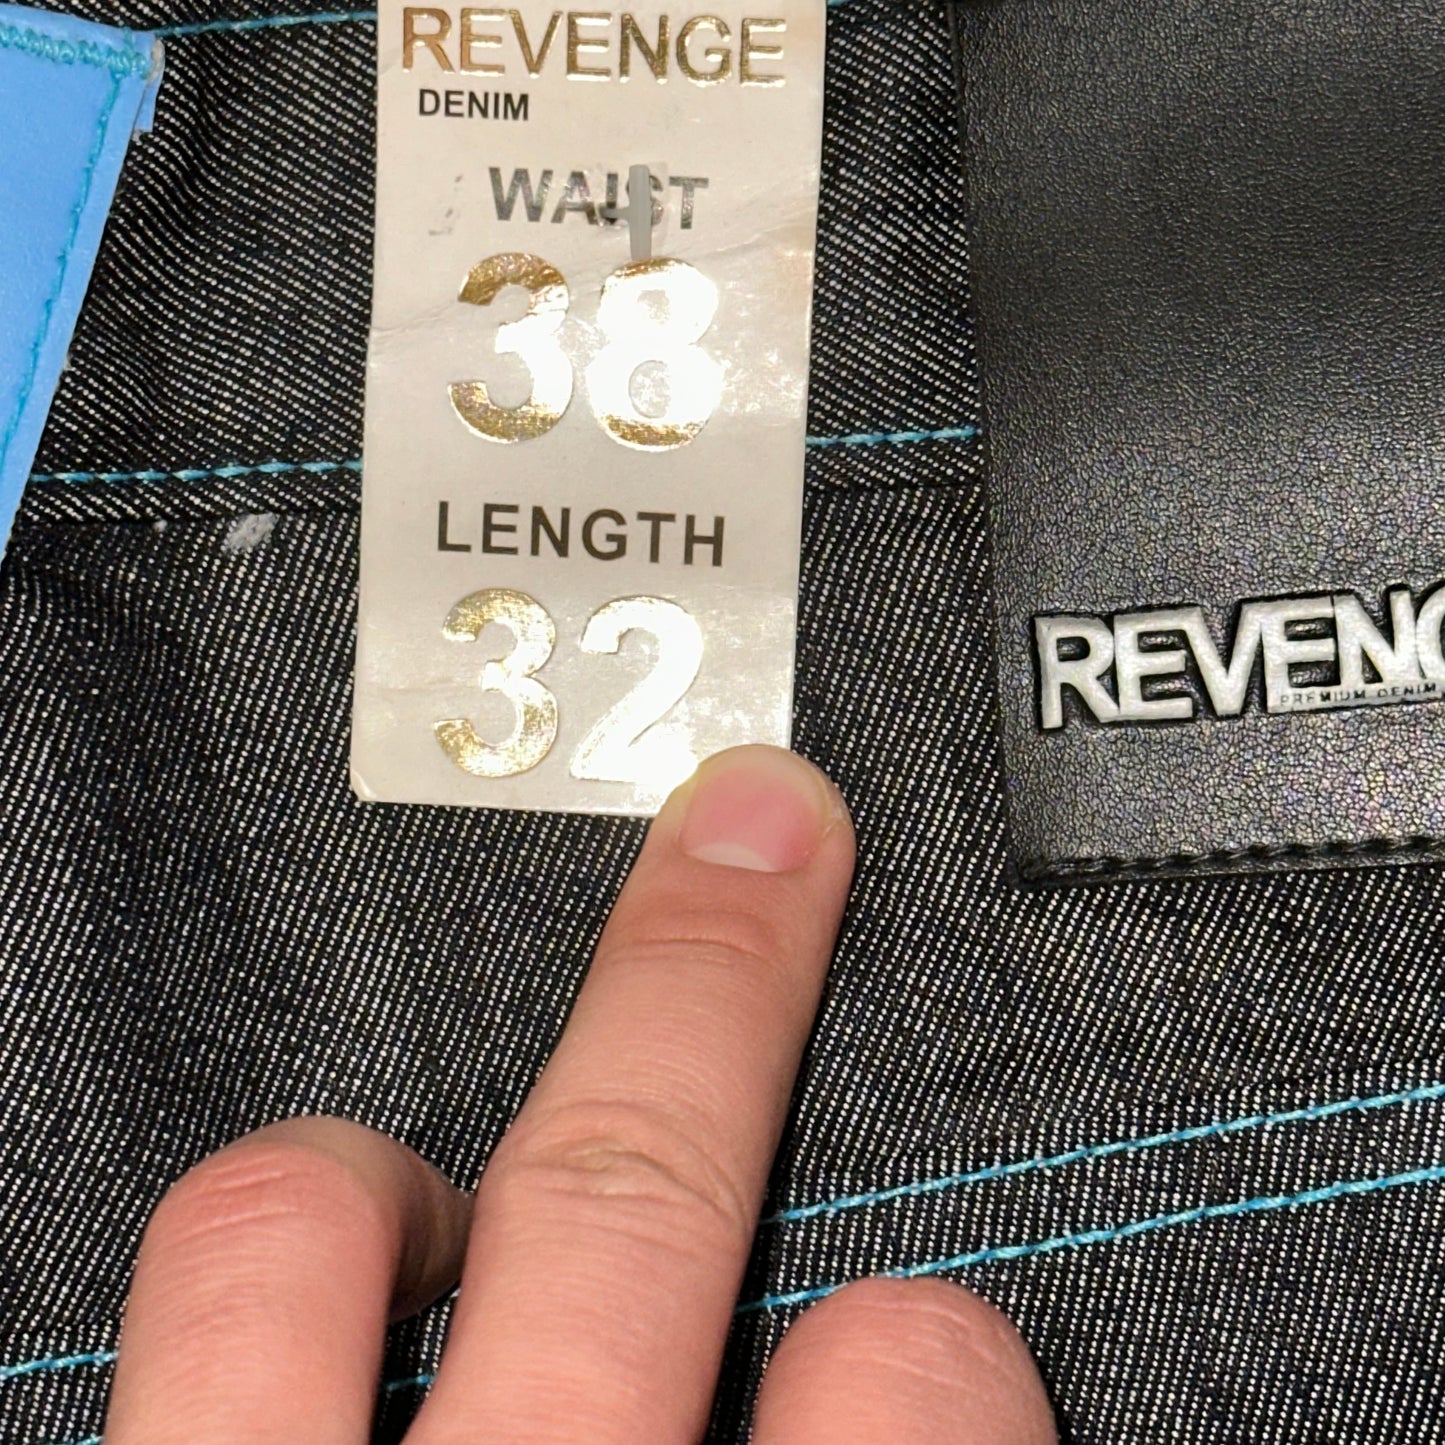 REVENGE
DENIM
WAIST
38
LENGTH
32
REVENG
PREMIUM DENIM